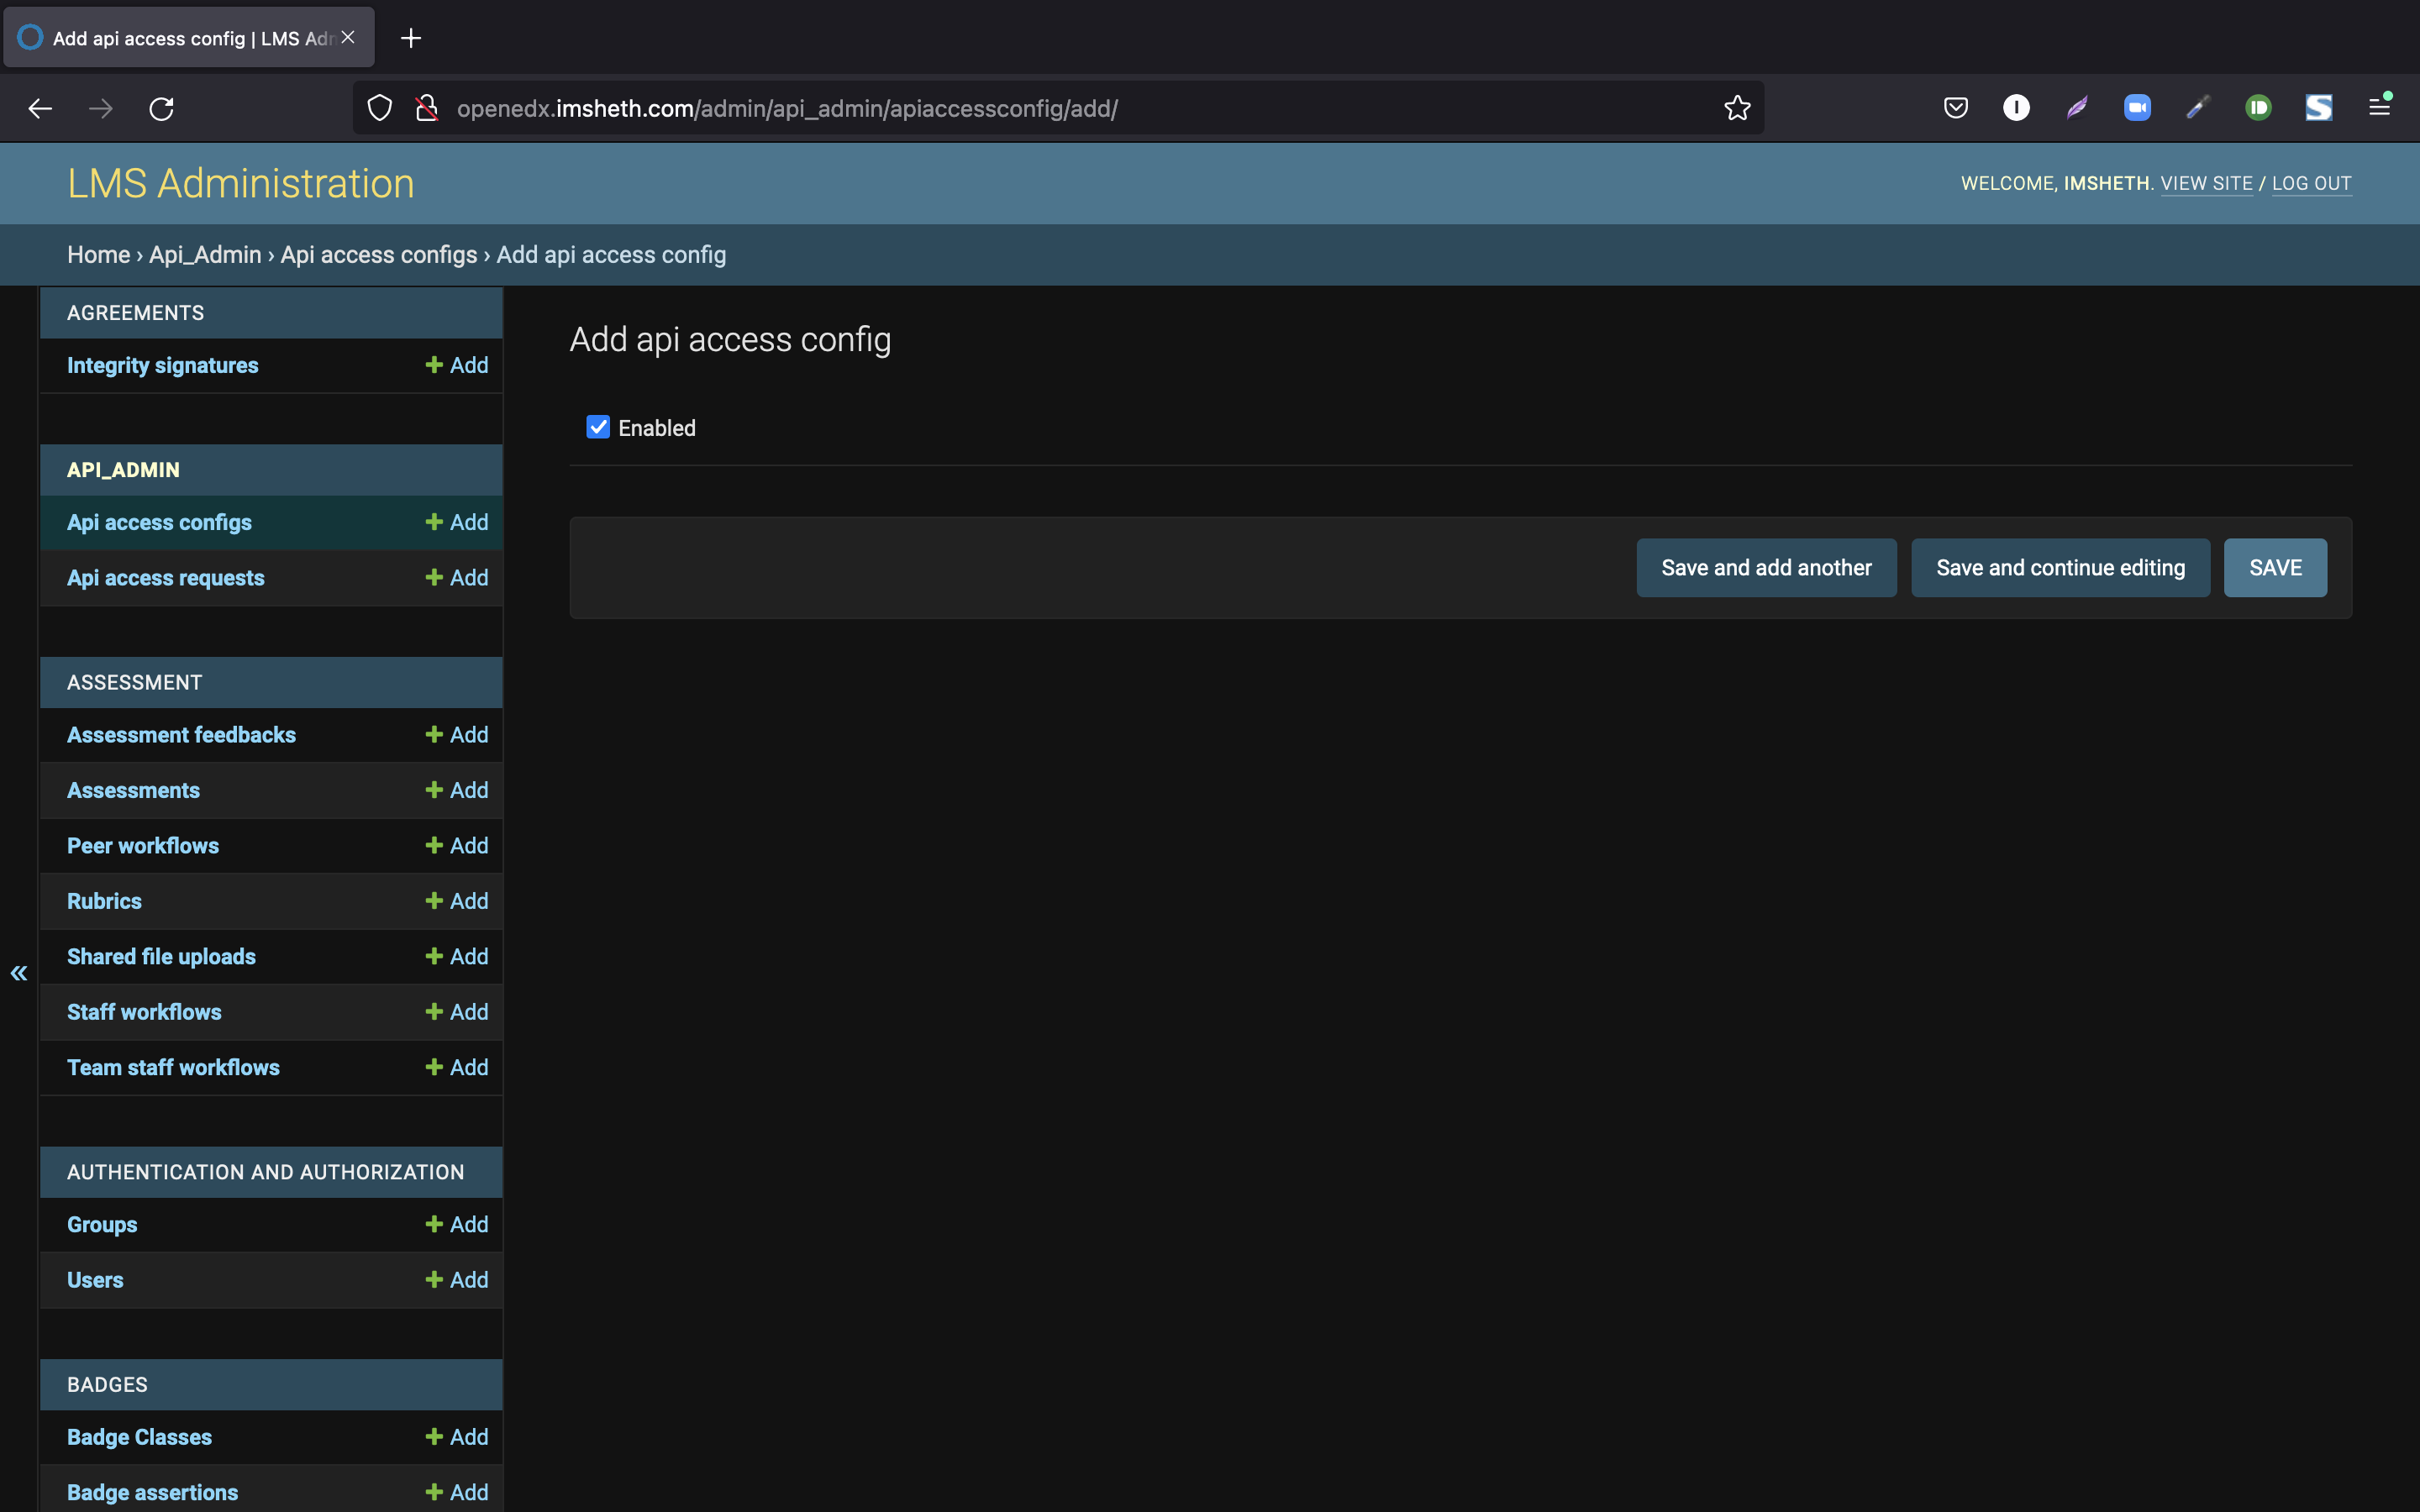 Add api access config | LMS Adm
openedx.imsheth.com/admin/api_admin/apiaccessconfig/add/
LMS Administration
WELCOME, IMSHETH. VIEW SITE / LOG OUT
Home › Api_Admin › Api access configs › Add api access config
AGREEMENTS
Integrity signatures Add
API_ADMIN
Api access configs Add
Api access requests Add
ASSESSMENT
Assessment feedbacks Add
Assessments Add
Peer workflows Add
Rubrics Add
Shared file uploads Add
Staff workflows Add
Team staff workflows Add
AUTHENTICATION AND AUTHORIZATION
Groups Add
Users Add
BADGES
Badge Classes Add
Badge assertions Add
«
Add api access config
Enabled
Save and add another Save and continue editing SAVE